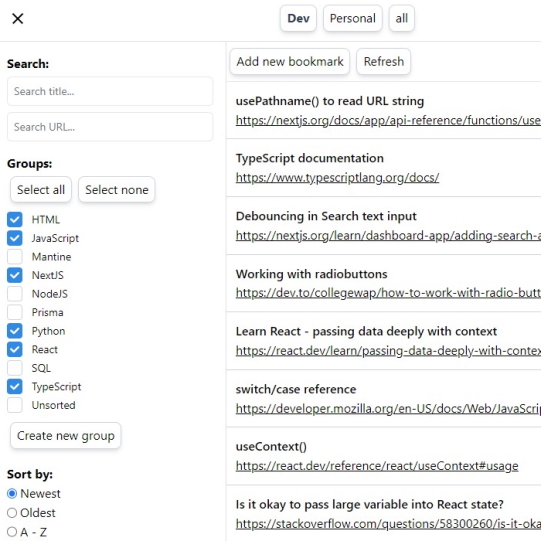 Dev Personal all
Search:
Search title...
Search URL...
Groups:
Select all Select none
HTML
JavaScript
Mantine
NextJS
NodeJS
Prisma
Python
React
SQL
TypeScript
Unsorted
Create new group
Sort by:
Newest
Oldest
A - Z
Add new bookmark Refresh
usePathname() to read URL string
https://nextjs.org/docs/app/api-reference/functions/use
TypeScript documentation
https://www.typescriptlang.org/docs/
Debouncing in Search text input
https://nextjs.org/learn/dashboard-app/adding-search-a
Working with radiobuttons
https://dev.to/collegewap/how-to-work-with-radio-butt
Learn React - passing data deeply with context
https://react.dev/learn/passing-data-deeply-with-contex
switch/case reference
https://developer.mozilla.org/en-US/docs/Web/JavaScrip
useContext()
https://react.dev/reference/react/useContext#usage
Is it okay to pass large variable into React state?
https://stackoverflow.com/questions/58300260/is-it-oka